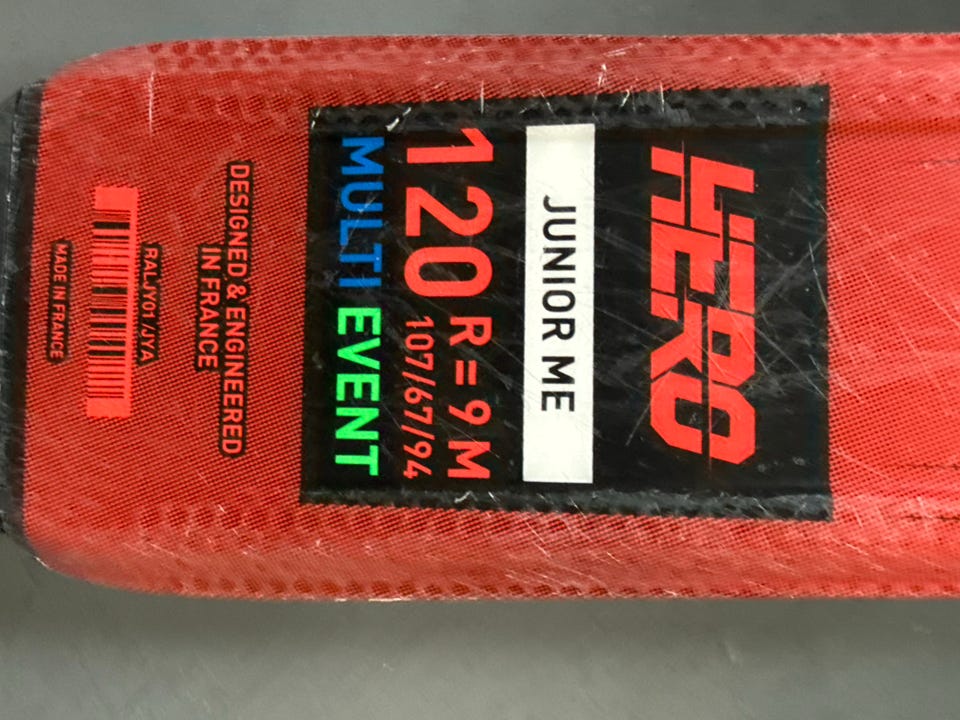 HERO
JUNIOR ME
120 R=9 M
107/67/94
MULTI EVENT
DESIGNED & ENGINEERED
IN FRANCE
RALJY01 /JYA
MADE IN FRANCE